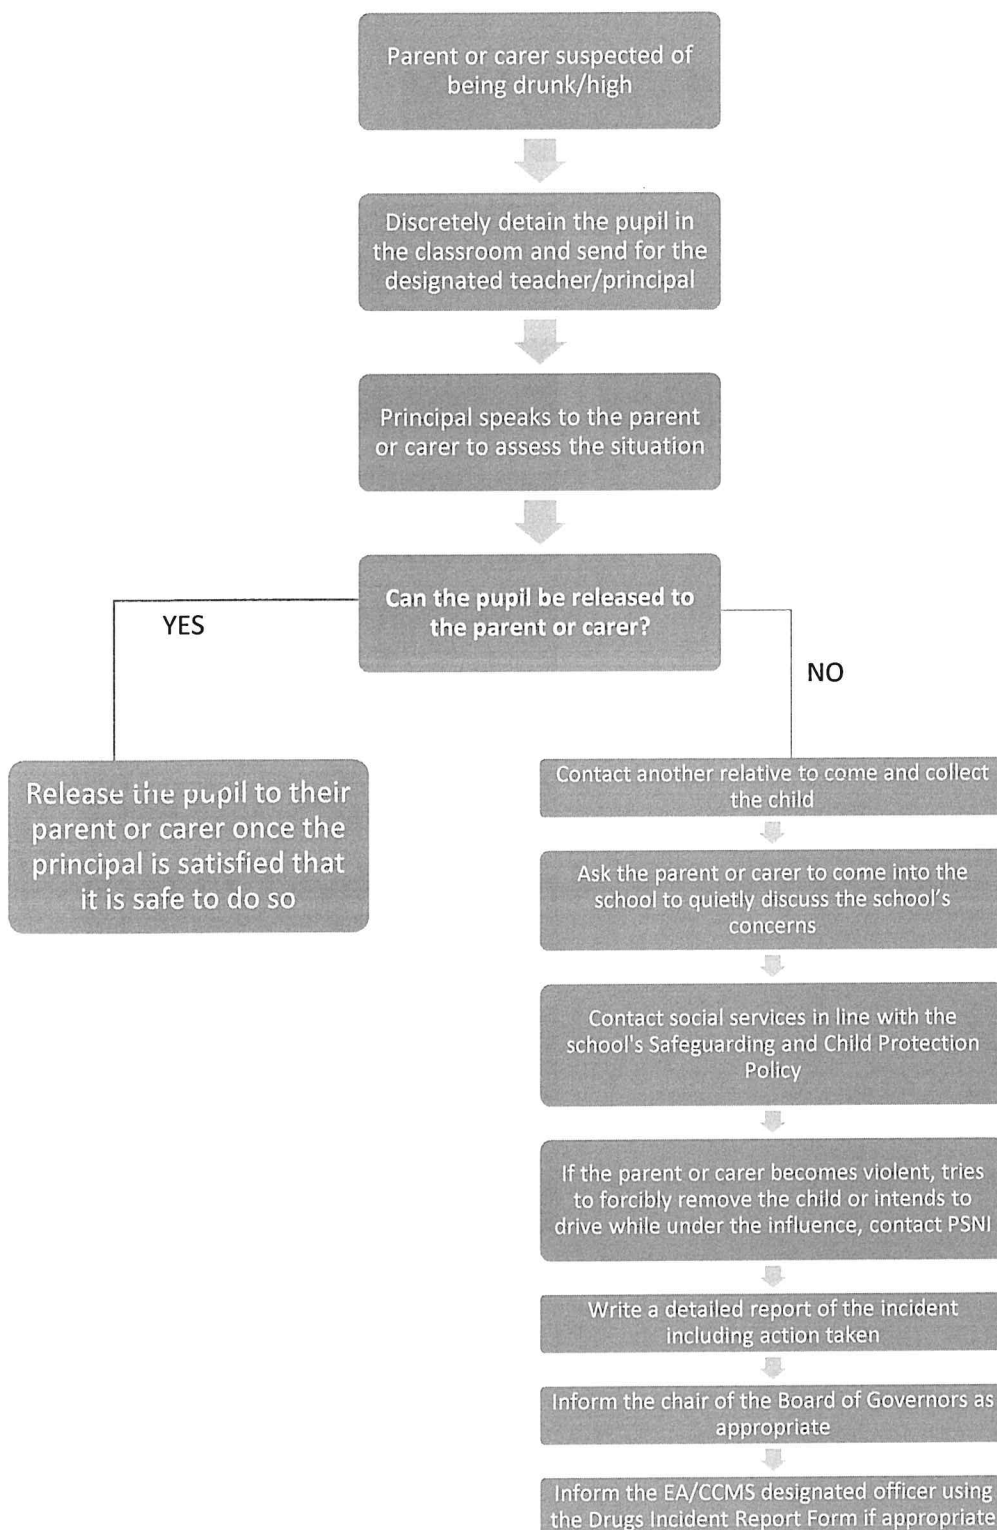 Parent or carer suspected of
being drunk/high
Discretely detain the pupil in
the classroom and send for the
designated teacher/principal
Principal speaks to the parent
or carer to assess the situation
Can the pupil be released to
the parent or carer?
YES
NO
Release the pupil to their
parent or carer once the
principal is satisfied that
it is safe to do so
Contact another relative to come and collect
the child
Ask the parent or carer to come into the
school to quietly discuss the school's
concerns
Contact social services in line with the
school's Safeguarding and Child Protection
Policy
If the parent or carer becomes violent, tries
to forcibly remove the child or intends to
drive while under the influence, contact PSNI
Write a detailed report of the incident
including action taken
Inform the chair of the Board of Governors as
appropriate
Inform the EA/CCMS designated officer using
the Drugs Incident Report Form if appropriate